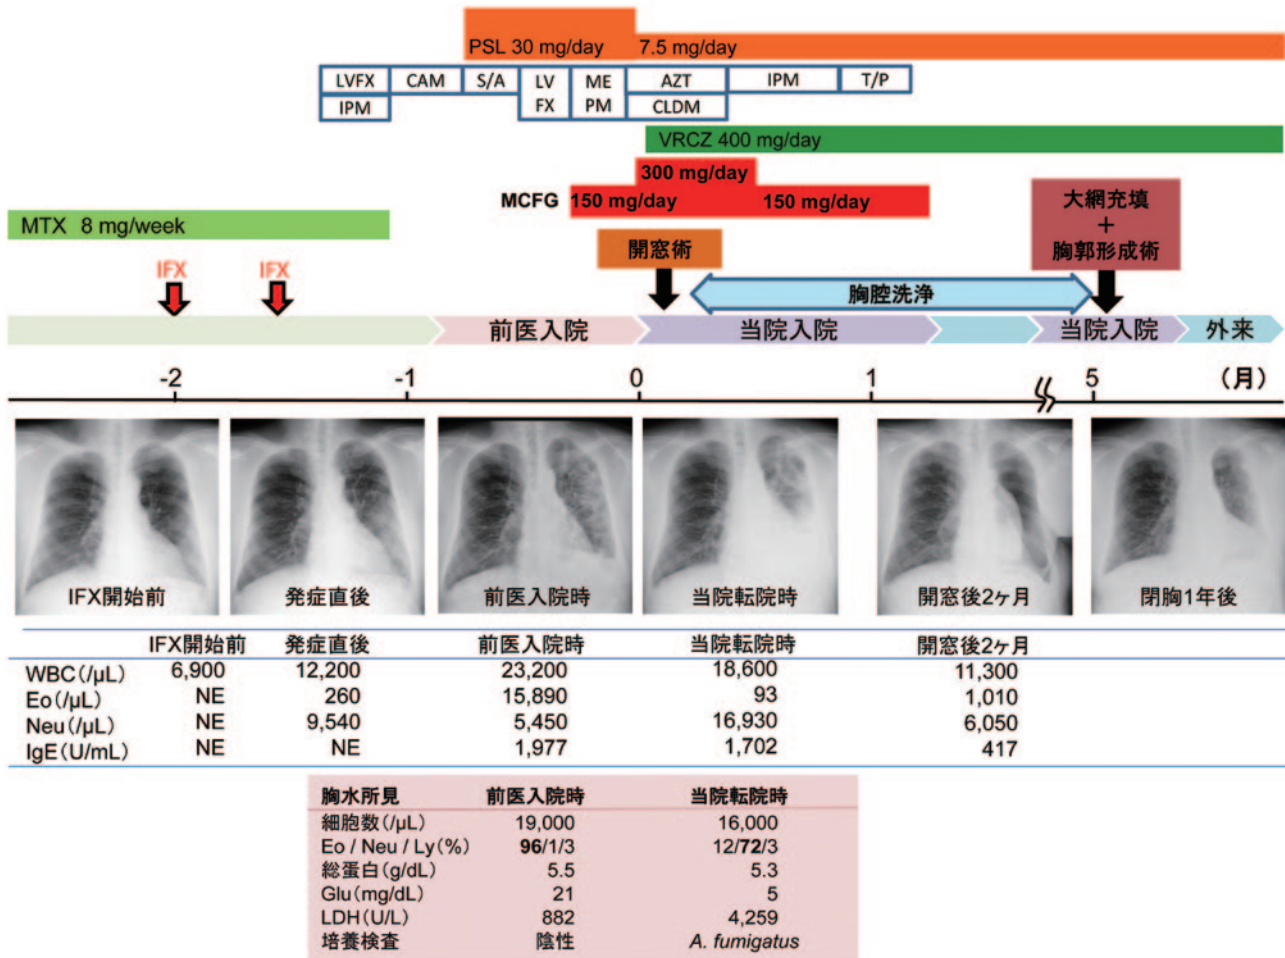 PSL 30 mg/day 7.5 mg/day
LVFX CAM S/A LV ME AZT IPM T/P
IPM FX PM CLDM
VRCZ 400 mg/day
300 mg/day
MCFG 150 mg/day 150 mg/day
大網充填
+
胸郭形成術
MTX 8 mg/week
開窓術
IFX IFX
胸腔洗浄
前医入院 当院入院 当院入院 外来
-2 -1 0 1 5 (月)
IFX開始前 発症直後 前医入院時 当院転院時 開窓後2ヶ月 閉胸1年後
IFX開始前 発症直後 前医入院時 当院転院時 開窓後2ヶ月
WBC(/μL) 6,900 12,200 23,200 18,600 11,300
Eo(/μL) NE 260 15,890 93 1,010
Neu(/μL) NE 9,540 5,450 16,930 6,050
IgE(U/mL) NE NE 1,977 1,702 417
胸水所見 前医入院時 当院転院時
細胞数(/μL) 19,000 16,000
Eo / Neu / Ly(%) 96/1/3 12/72/3
総蛋白(g/dL) 5.5 5.3
Glu(mg/dL) 21 5
LDH(U/L) 882 4,259
培養検査 陰性 A. fumigatus